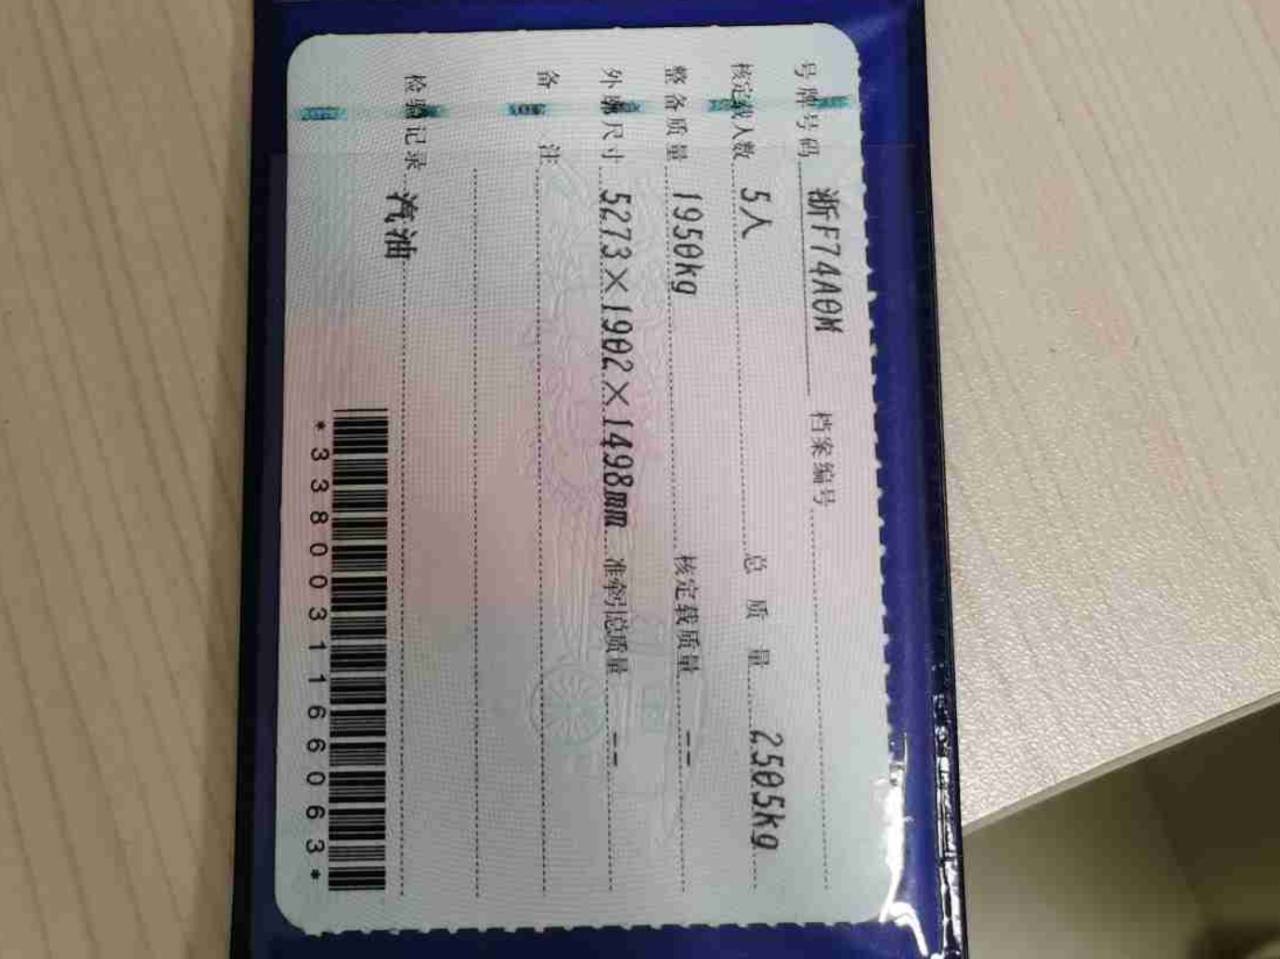 号牌号码 浙F74A0M 档案编号
核定载人数 5人 总质量 2505kg
整备质量 1950kg 核定载质量 --
外廓尺寸 5273×1902×1498mm 准牵引总质量 --
备注
检验记录 汽油
*3380031166063*